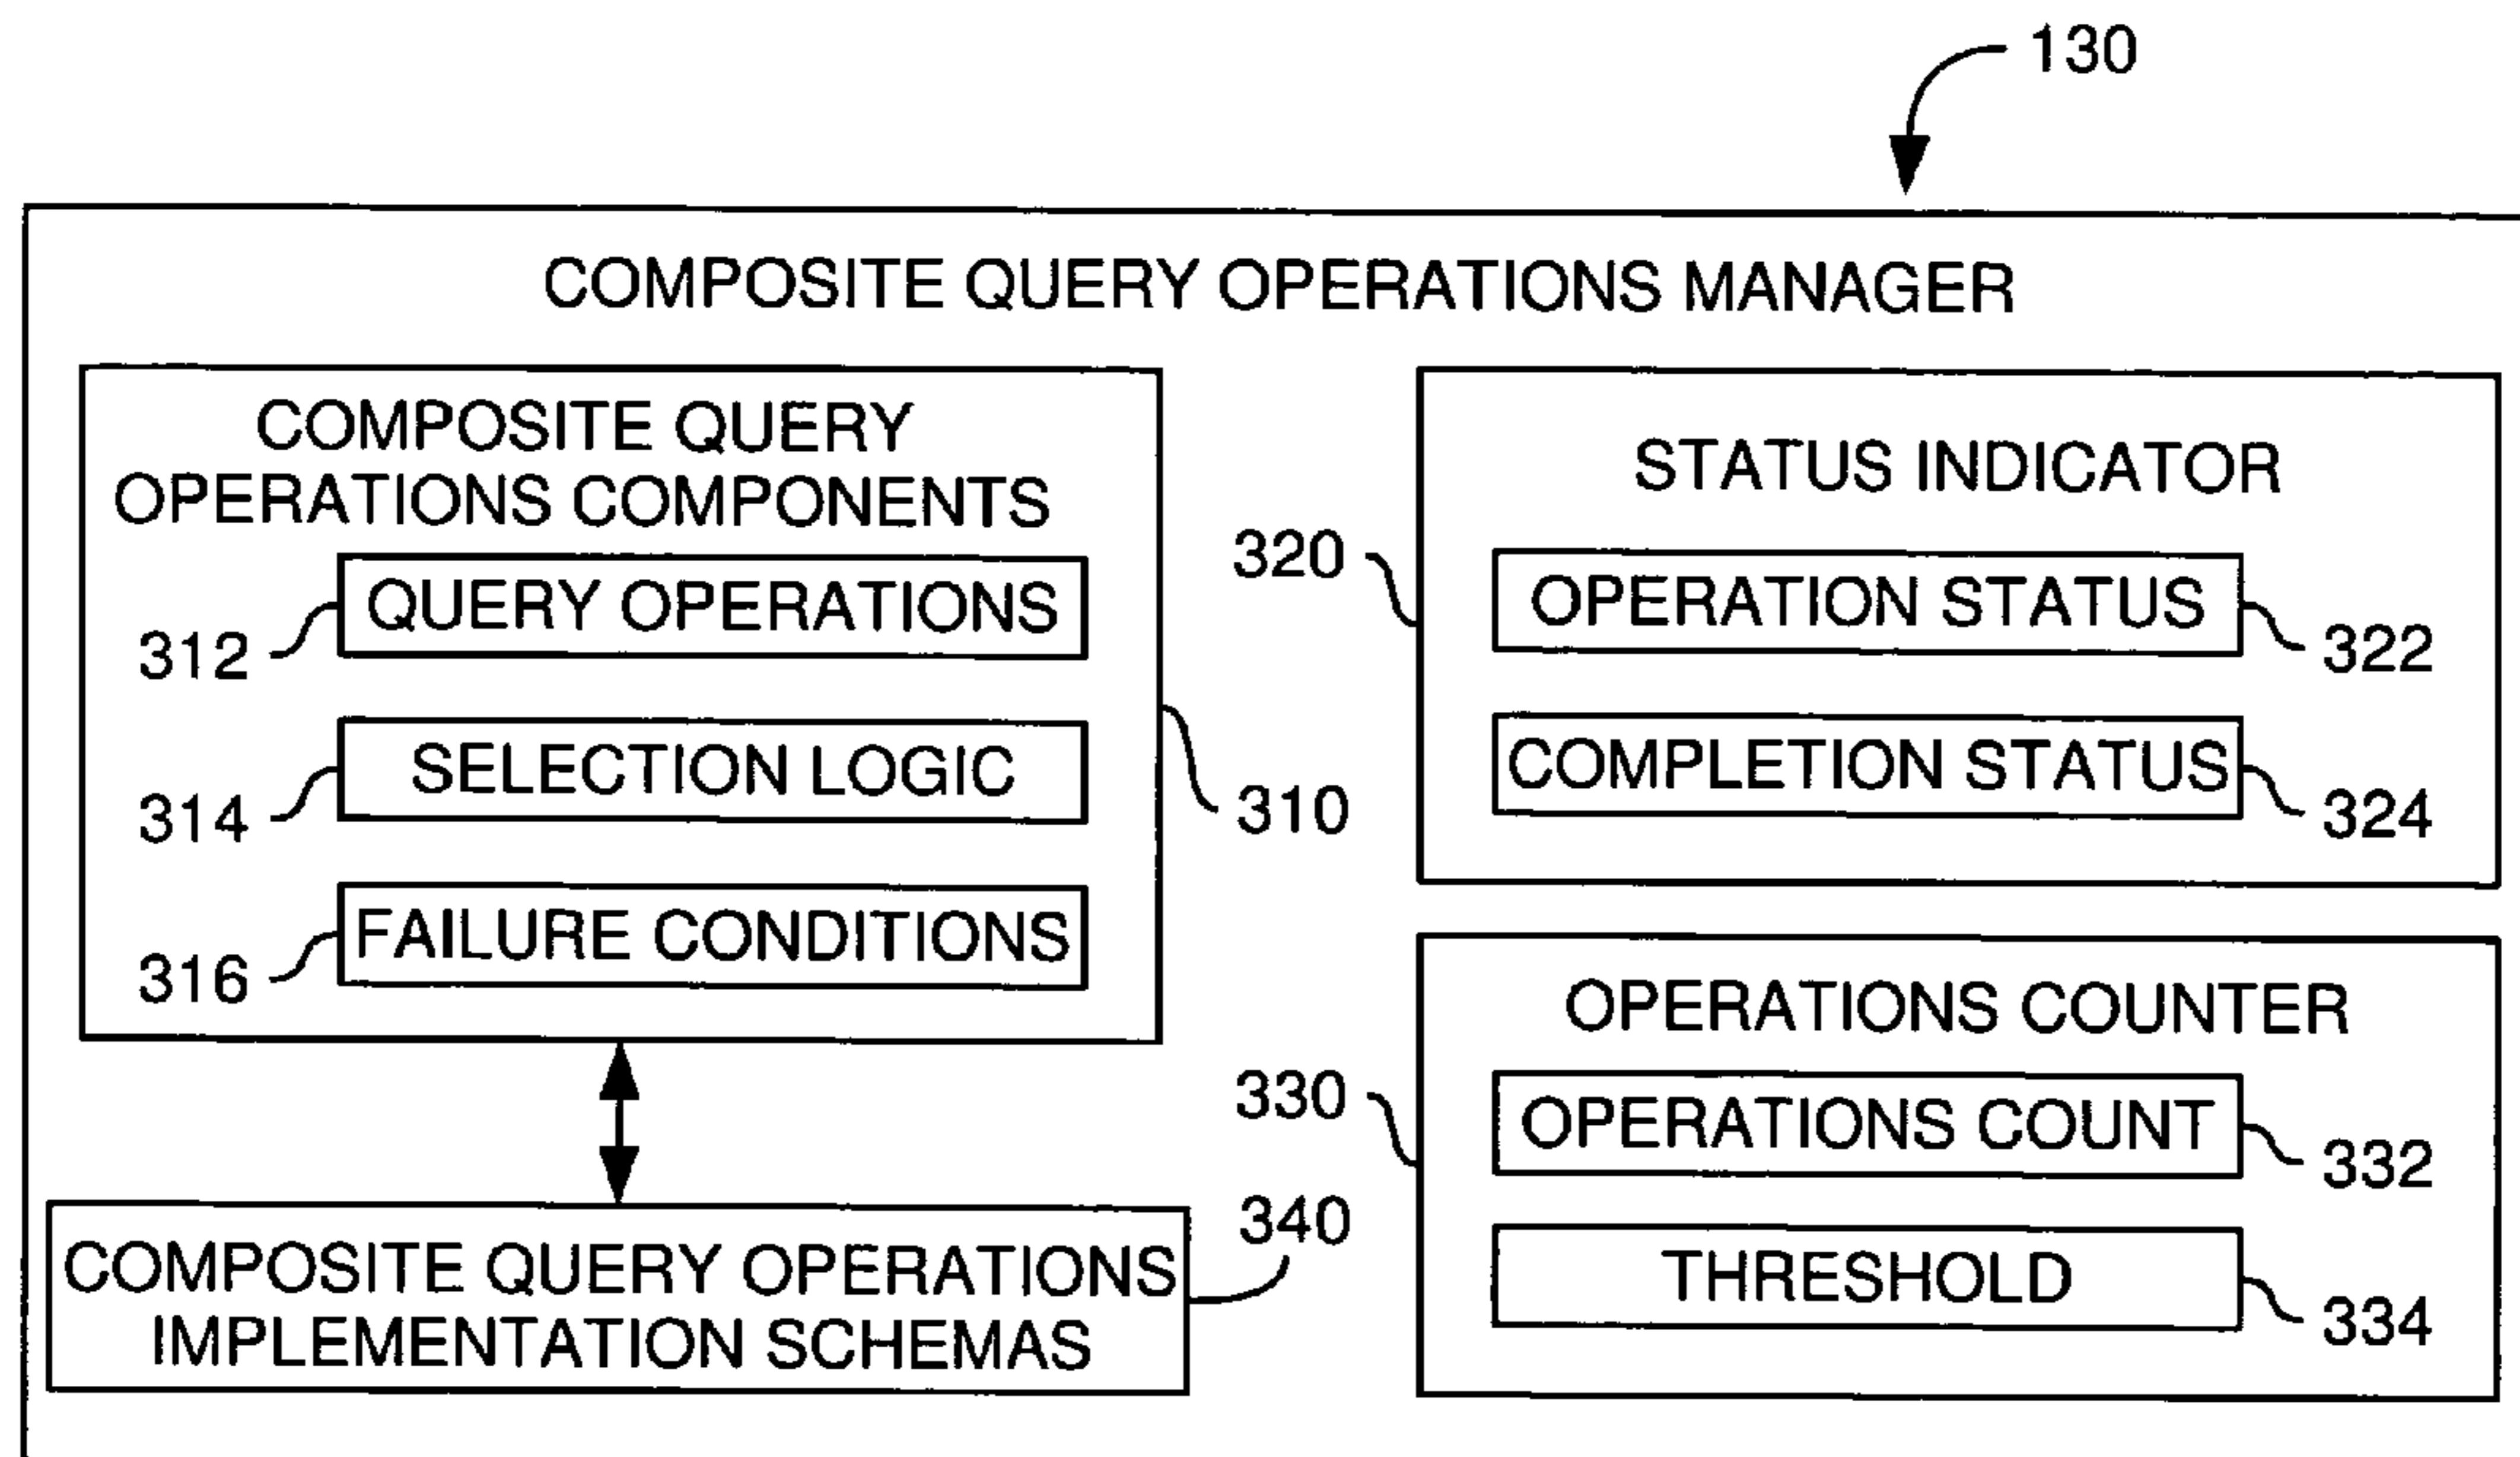 130
COMPOSITE QUERY OPERATIONS MANAGER
COMPOSITE QUERY
OPERATIONS COMPONENTS
QUERY OPERATIONS
312
SELECTION LOGIC
314
FAILURE CONDITIONS
316
310
STATUS INDICATOR
320
OPERATION STATUS
322
COMPLETION STATUS
324
OPERATIONS COUNTER
330
OPERATIONS COUNT
332
THRESHOLD
334
340
COMPOSITE QUERY OPERATIONS
IMPLEMENTATION SCHEMAS